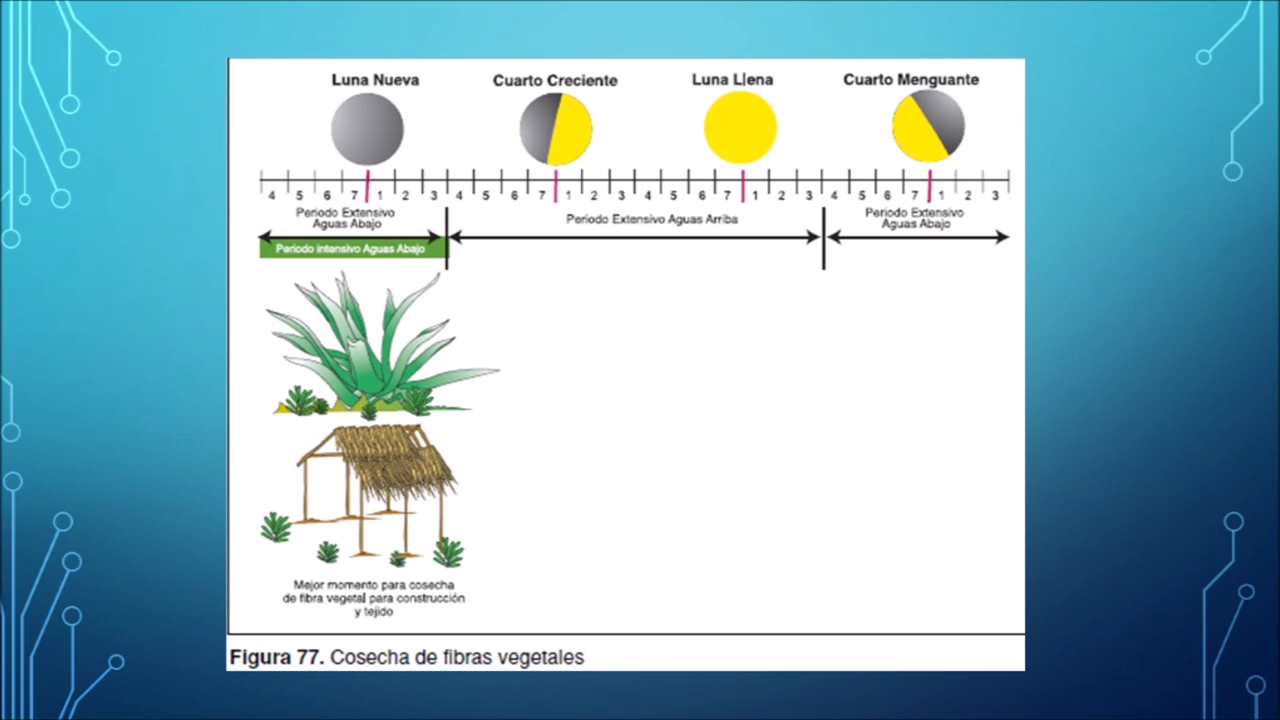 Luna Nueva Cuarto Creciente Luna Llena Cuarto Menguante
4 5 6 7 1 2 3 4 5 6 7 1 2 3 4 5 6 7 1 2 3 4 5 6 7 1 2 3
Periodo Extensivo
Aguas Abajo
Periodo Extensivo Aguas Arriba
Periodo Extensivo
Aguas Abajo
Periodo intensivo Aguas Abajo
Mejor momento para cosecha
de fibra vegetal para construcción
y tejido
Figura 77. Cosecha de fibras vegetales